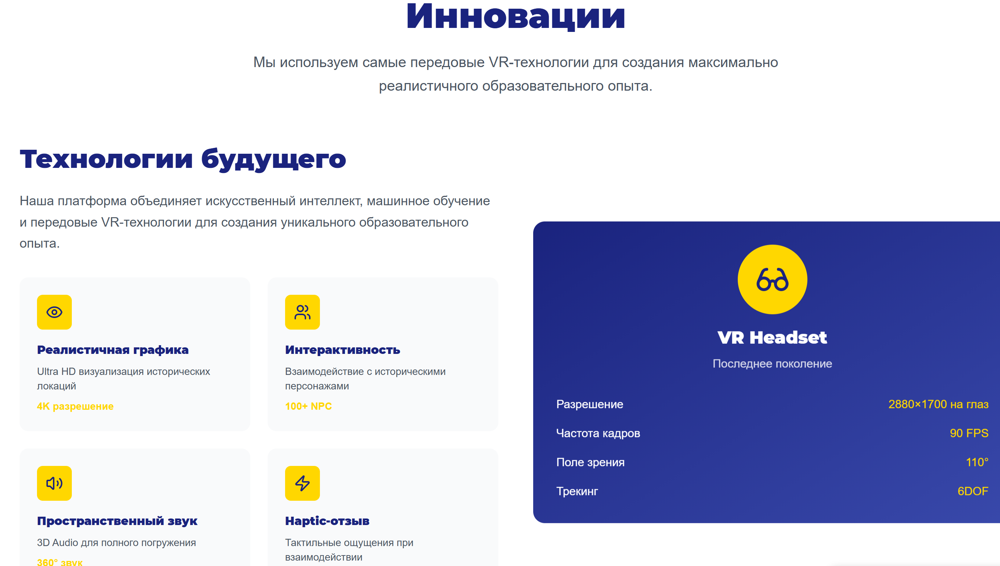 Инновации
Мы используем самые передовые VR-технологии для создания максимально
реалистичного образовательного опыта.
Технологии будущего
Наша платформа объединяет искусственный интеллект, машинное обучение
и передовые VR-технологии для создания уникального образовательного
опыта.
Реалистичная графика
Ultra HD визуализация исторических
локаций
4K разрешение
Интерактивность
Взаимодействие с историческими
персонажами
100+ NPC
Пространственный звук
3D Audio для полного погружения
360° звук
Haptic-отзыв
Тактильные ощущения при
взаимодействии
VR Headset
Последнее поколение
Разрешение
2880×1700 на глаз
Частота кадров
90 FPS
Поле зрения
110°
Трекинг
6DOF